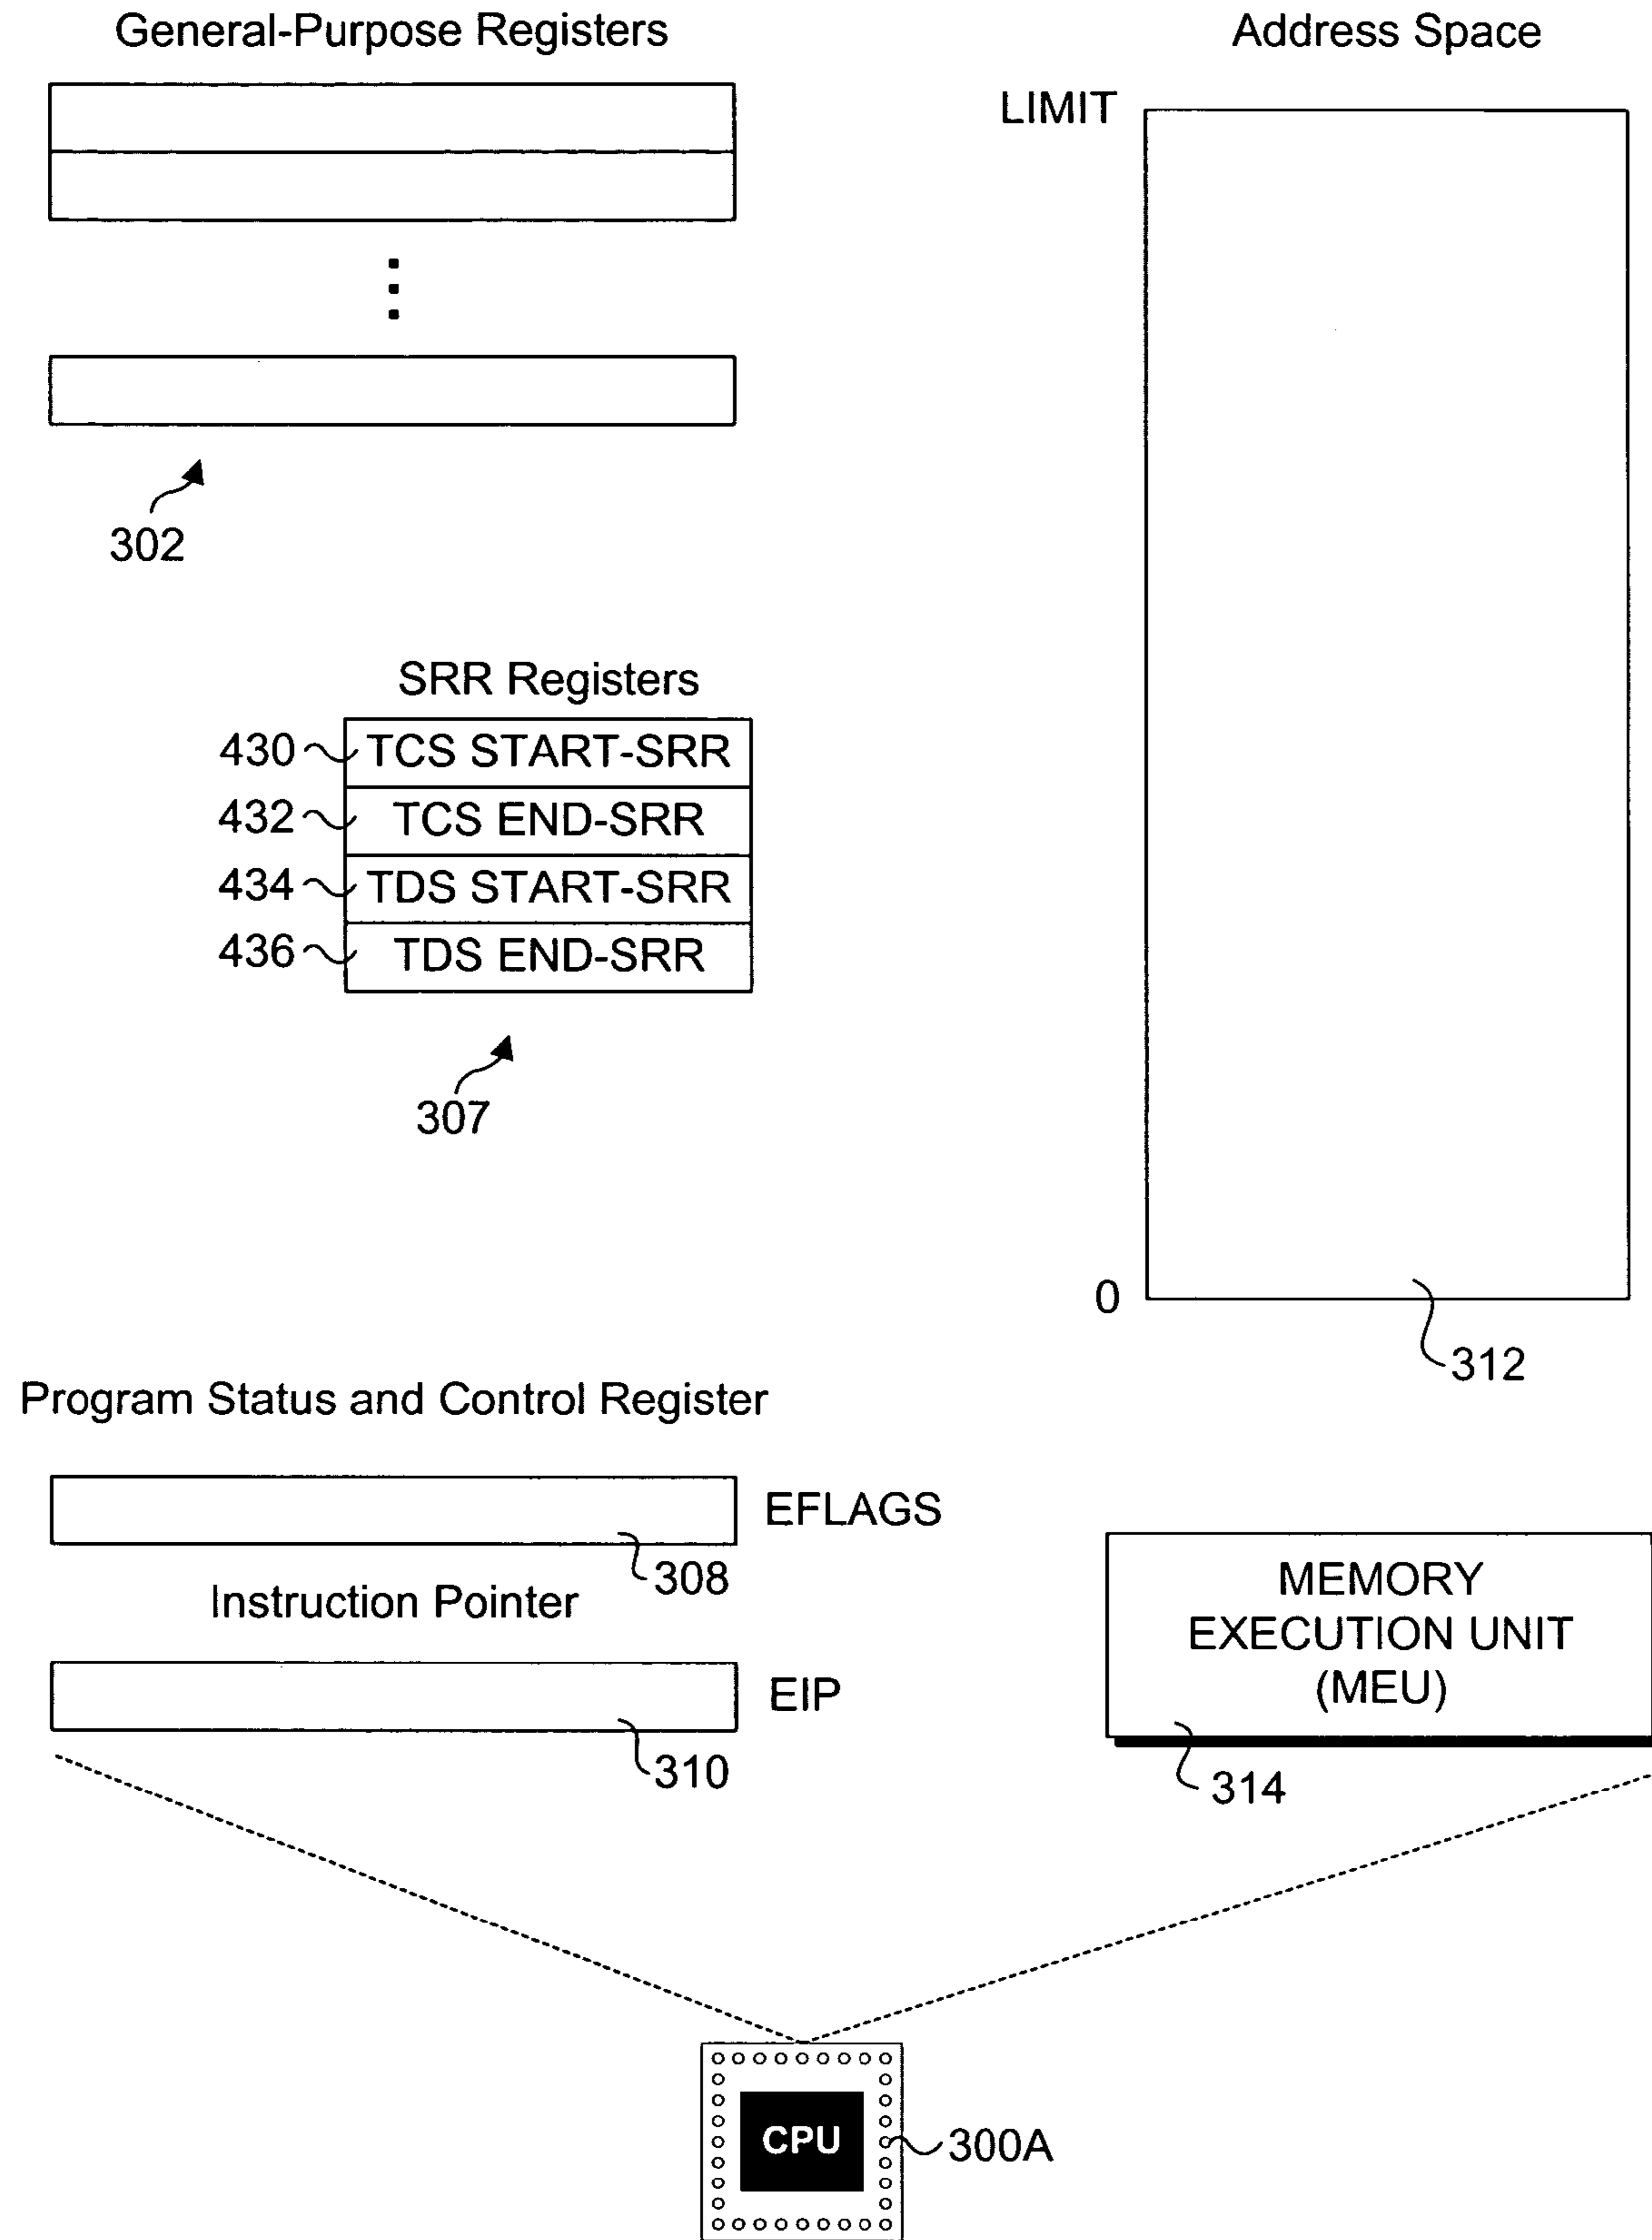 General-Purpose Registers
Address Space
LIMIT
302
SRR Registers
430 TCS START-SRR
432 TCS END-SRR
434 TDS START-SRR
436 TDS END-SRR
307
0
312
Program Status and Control Register
EFLAGS
308
Instruction Pointer
EIP
310
MEMORY
EXECUTION UNIT
(MEU)
314
CPU
300A